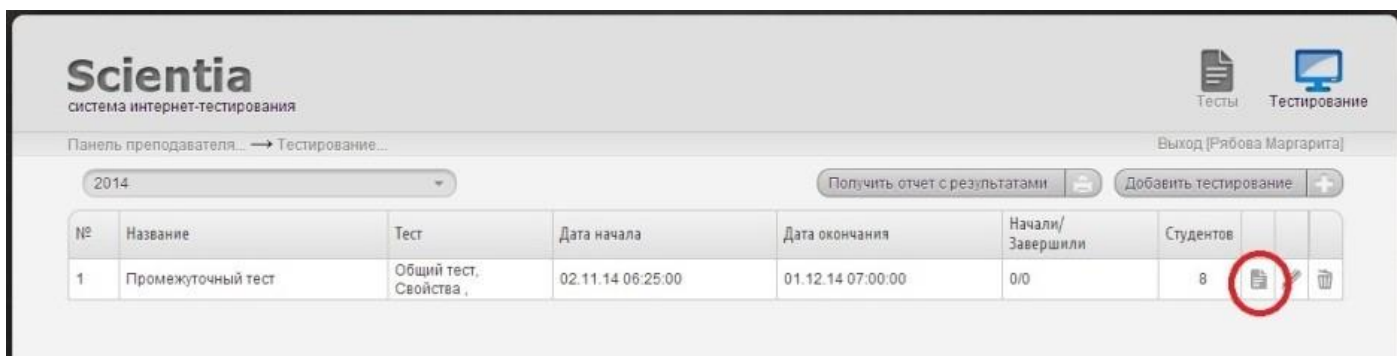 Scientia
система интернет-тестирования
Тесты
Тестирование
Панель преподавателя... → Тестирование...
Выход [Рябова Маргарита]
2014
Получить отчет с результатами
Добавить тестирование
№ Название Тест Дата начала Дата окончания Начали/
Завершили Студентов
1 Промежуточный тест Общий тест,
Свойства , 02.11.14 06:25:00 01.12.14 07:00:00 0/0 8